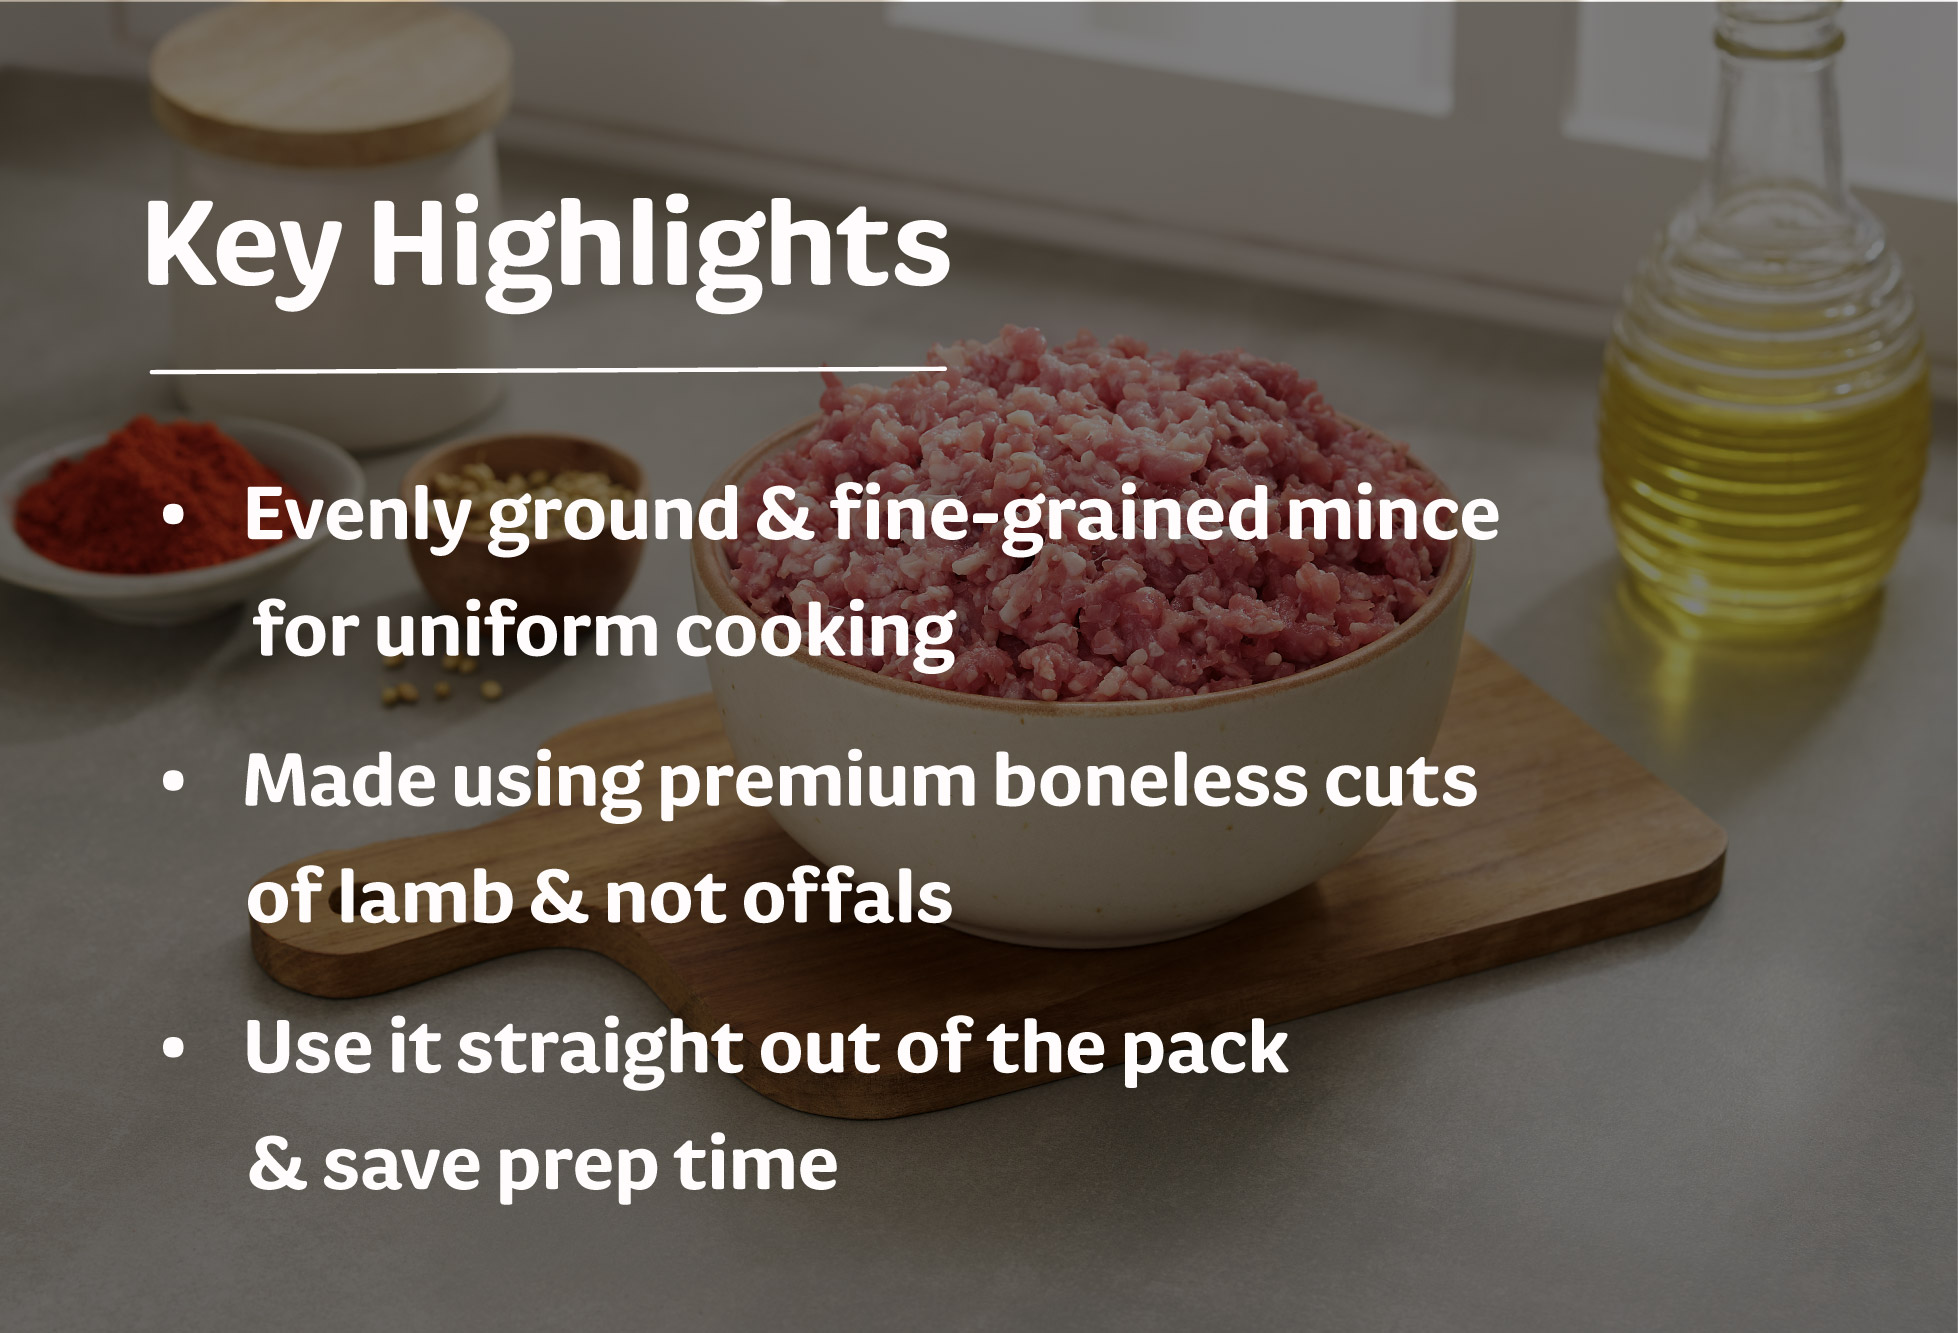 Key Highlights
• Evenly ground & fine-grained mince
for uniform cooking
• Made using premium boneless cuts
of lamb & not offals
• Use it straight out of the pack
& save prep time